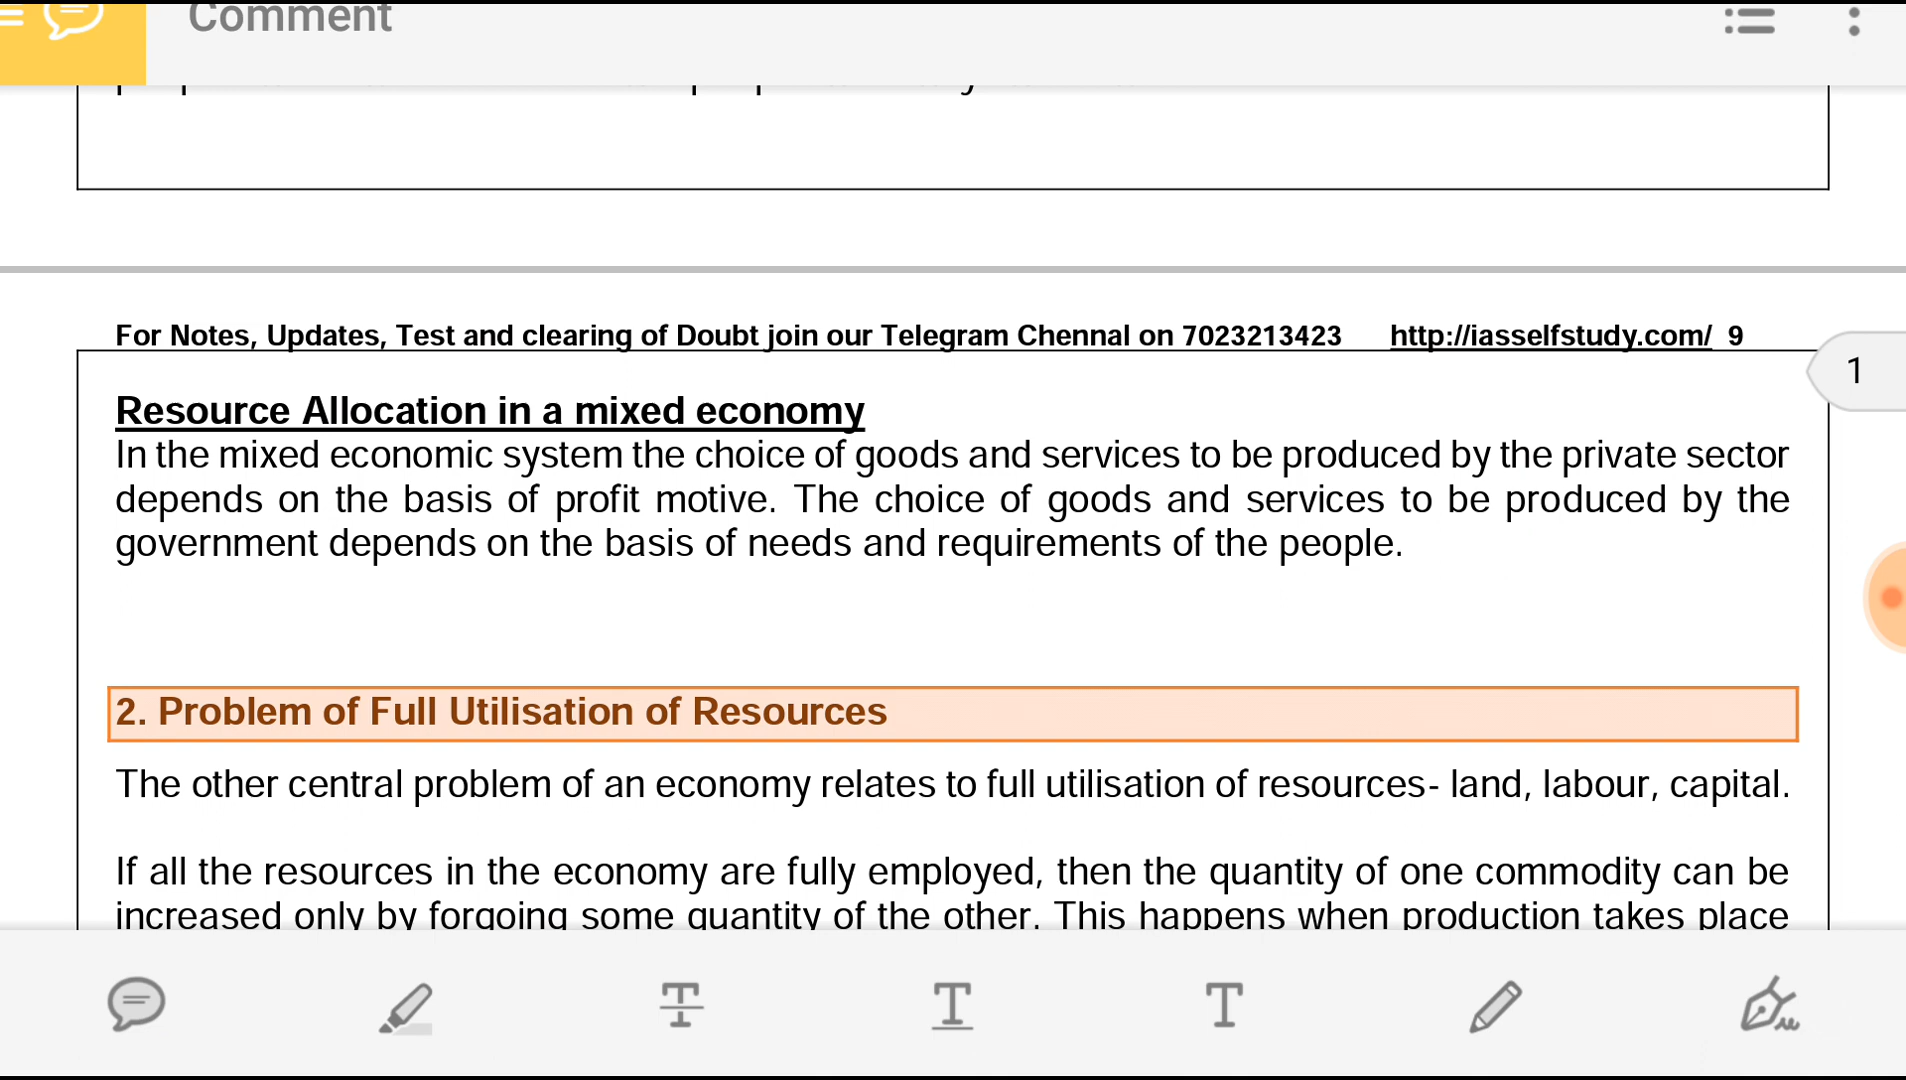 Comment
For Notes, Updates, Test and clearing of Doubt join our Telegram Chennal on 7023213423 http://iasselfstudy.com/ 9
1
Resource Allocation in a mixed economy
In the mixed economic system the choice of goods and services to be produced by the private sector
depends on the basis of profit motive. The choice of goods and services to be produced by the
government depends on the basis of needs and requirements of the people.
2. Problem of Full Utilisation of Resources
The other central problem of an economy relates to full utilisation of resources- land, labour, capital.
If all the resources in the economy are fully employed, then the quantity of one commodity can be
increased only by forgoing some quantity of the other. This happens when production takes place